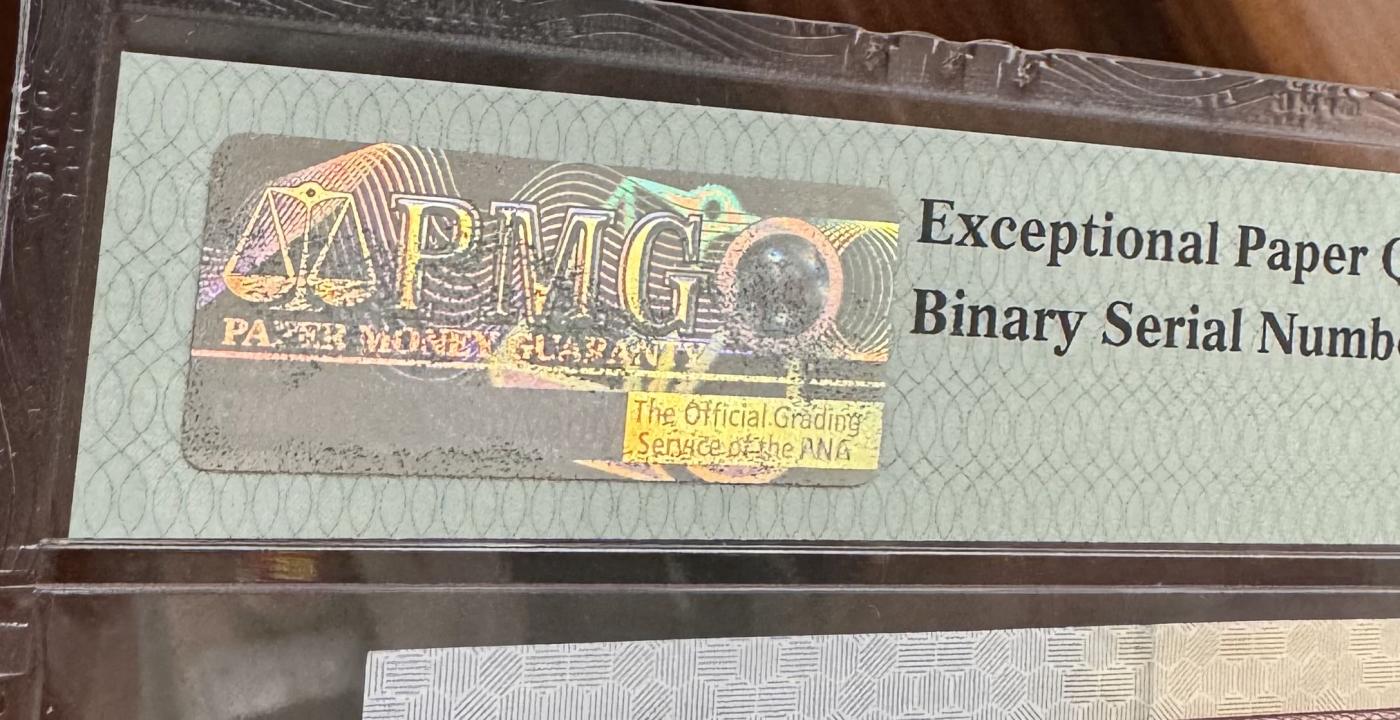 PMG
PAPER MONEY GUARANTY
The Official Grading
Service of the ANA
Exceptional Paper
Binary Serial